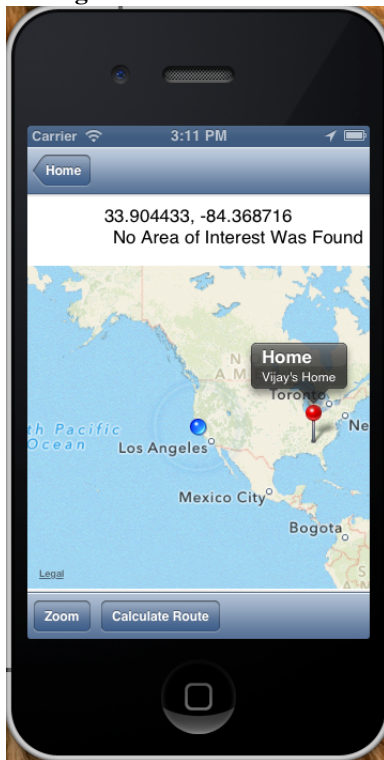 Carrier 3:11 PM
Home
33.904433, -84.368716
No Area of Interest Was Found
N
A M
Home
Vijay's Home
Toronto
Ne
th Pacific
Ocean
Los Angeles
Mexico City
Bogota
S
Legal
Zoom Calculate Route